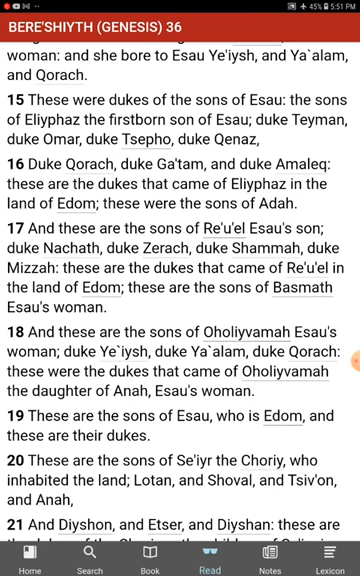 45% 5:51 PM
BERE'SHIYTH (GENESIS) 36
woman: and she bore to Esau Ye'iysh, and Ya`alam,
and Qorach.
15 These were dukes of the sons of Esau: the sons
of Eliyphaz the firstborn son of Esau; duke Teyman,
duke Omar, duke Tsepho, duke Qenaz,
16 Duke Qorach, duke Ga'tam, and duke Amaleq:
these are the dukes that came of Eliyphaz in the
land of Edom; these were the sons of Adah.
17 And these are the sons of Re'u'el Esau's son;
duke Nachath, duke Zerach, duke Shammah, duke
Mizzah: these are the dukes that came of Re'u'el in
the land of Edom; these are the sons of Basmath
Esau's woman.
18 And these are the sons of Oholiyvamah Esau's
woman; duke Ye`iysh, duke Ya`alam, duke Qorach:
these were the dukes that came of Oholiyvamah
the daughter of Anah, Esau's woman.
19 These are the sons of Esau, who is Edom, and
these are their dukes.
20 These are the sons of Se'iyr the Choriy, who
inhabited the land; Lotan, and Shoval, and Tsiv'on,
and Anah,
21 And Diyshon, and Etser, and Diyshan: these are
Home Search Book Read Notes Lexicon